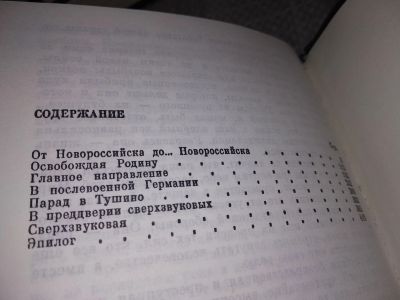 СОДЕРЖАНИЕ
От Новороссийска до... Новороссийска
Освобождая Родину
Главное направление
В послевоенной Германии
Парад в Тушино
В преддверии сверхзвуковых
Сверхзвуковая
Эпилог